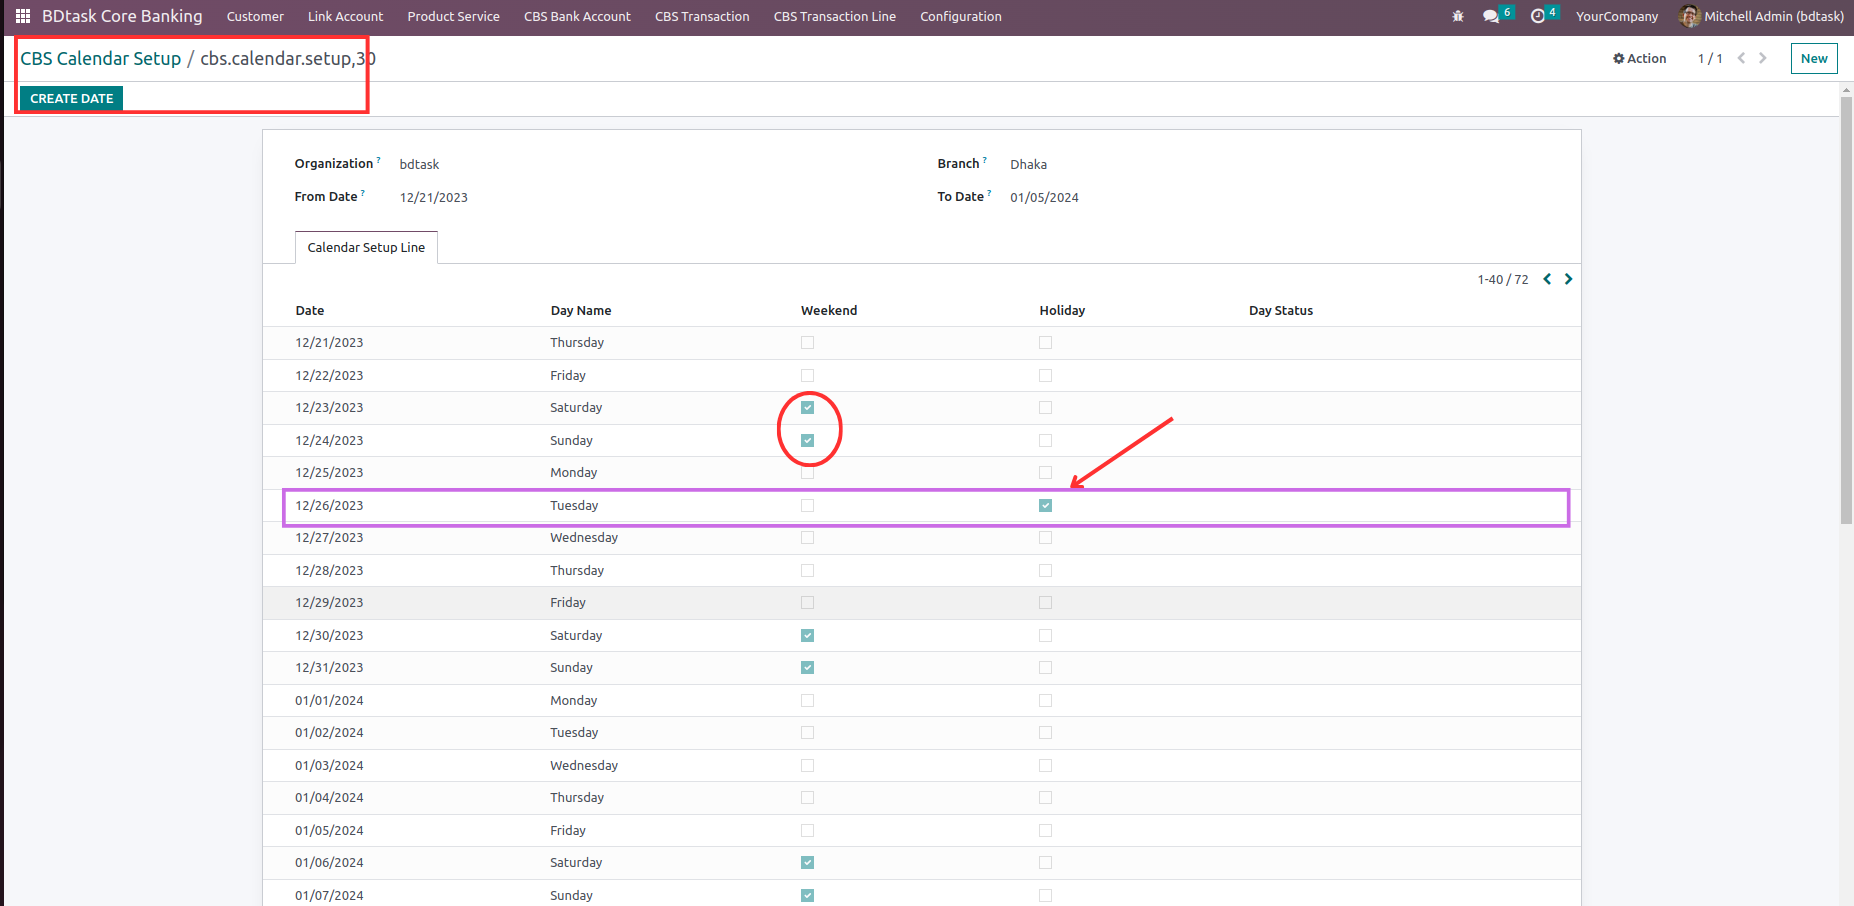 BDtask Core Banking Customer Link Account Product Service CBS Bank Account CBS Transaction CBS Transaction Line Configuration 6 4 YourCompany Mitchell Admin (bdtask)
CBS Calendar Setup / cbs.calendar.setup,30 Action 1 / 1 New
CREATE DATE
Organization ? bdtask Branch ? Dhaka
From Date ? 12/21/2023 To Date ? 01/05/2024
Calendar Setup Line
1-40 / 72
Date Day Name Weekend Holiday Day Status
12/21/2023 Thursday
12/22/2023 Friday
12/23/2023 Saturday
12/24/2023 Sunday
12/25/2023 Monday
12/26/2023 Tuesday
12/27/2023 Wednesday
12/28/2023 Thursday
12/29/2023 Friday
12/30/2023 Saturday
12/31/2023 Sunday
01/01/2024 Monday
01/02/2024 Tuesday
01/03/2024 Wednesday
01/04/2024 Thursday
01/05/2024 Friday
01/06/2024 Saturday
01/07/2024 Sunday